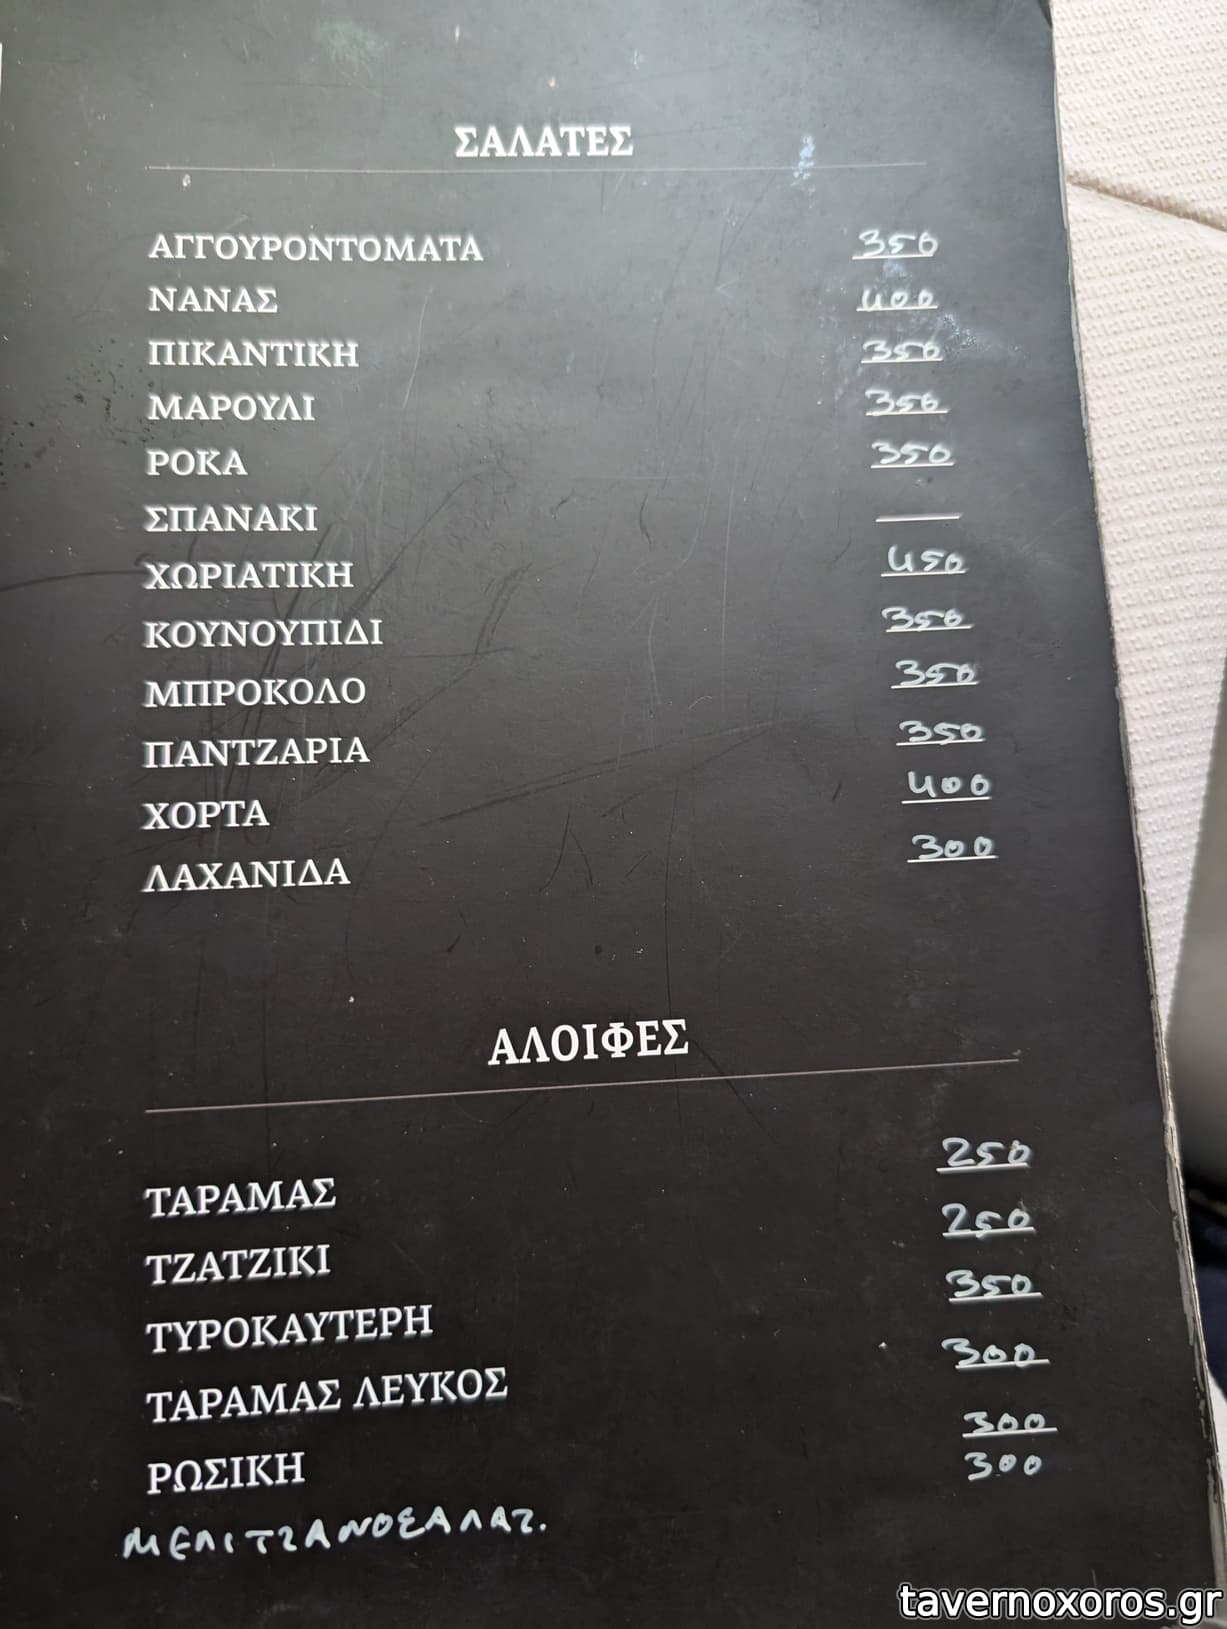 ΣΑΛΑΤΕΣ
ΑΓΓΟΥΡΟΝΤΟΜΑΤΑ 350
ΝΑΝΑΣ 400
ΠΙΚΑΝΤΙΚΗ 350
ΜΑΡΟΥΛΙ 350
ΡΟΚΑ 350
ΣΠΑΝΑΚΙ —
ΧΩΡΙΑΤΙΚΗ 450
ΚΟΥΝΟΥΠΙΔΙ 350
ΜΠΡΟΚΟΛΟ 350
ΠΑΝΤΖΑΡΙΑ 350
ΧΟΡΤΑ 400
ΛΑΧΑΝΙΔΑ 300
ΑΛΟΙΦΕΣ
ΤΑΡΑΜΑΣ 250
ΤΖΑΤΖΙΚΙ 250
ΤΥΡΟΚΑΥΤΕΡΗ 350
ΤΑΡΑΜΑΣ ΛΕΥΚΟΣ 300
ΡΩΣΙΚΗ 300
ΜΕΛΙΤΖΑΝΟΣΑΛΑΤ. 300
tavernoxoros.gr